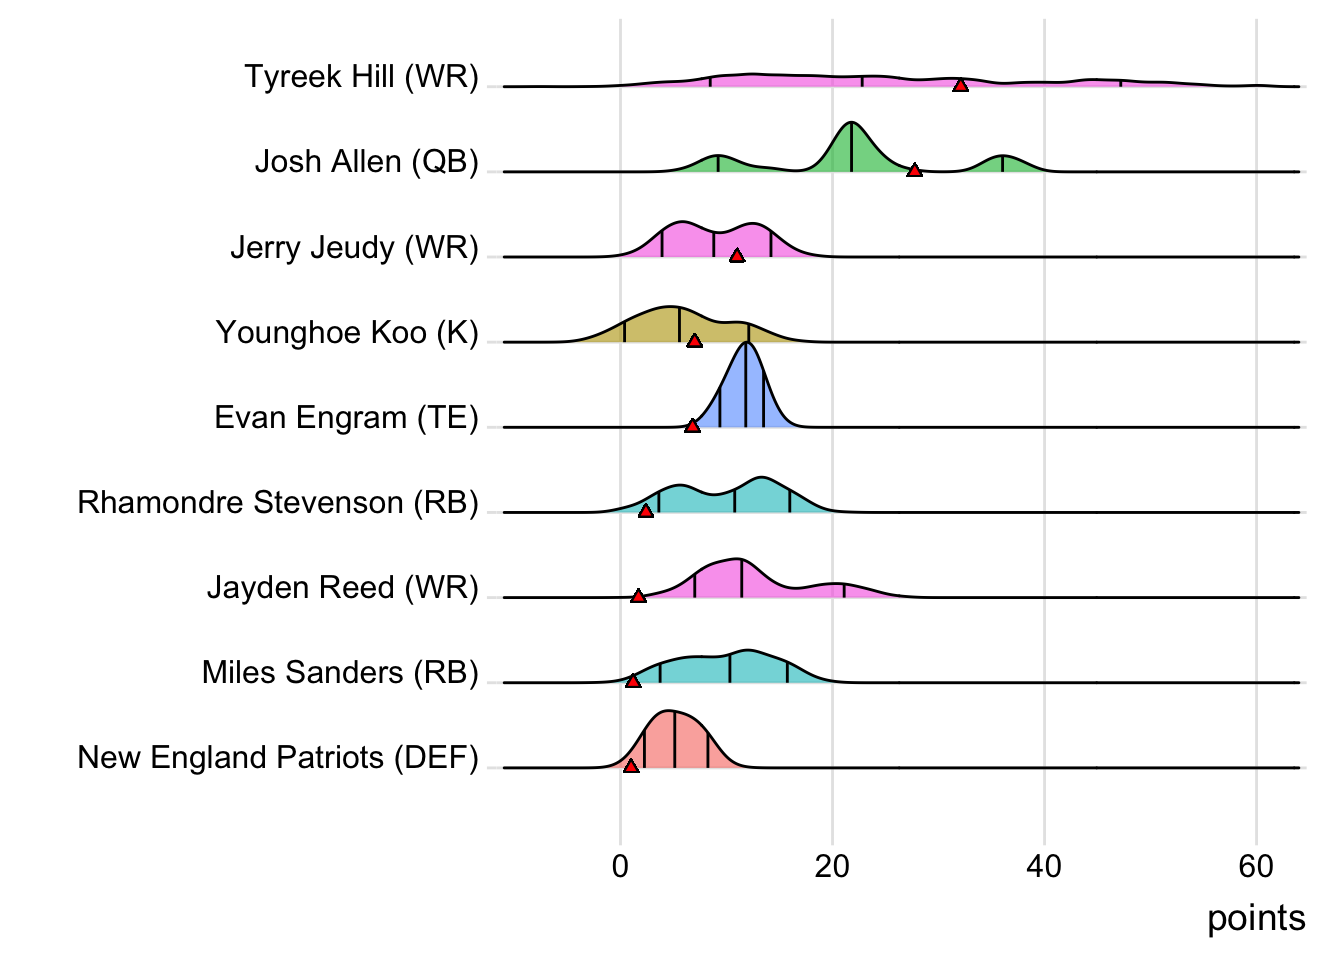 Tyreek Hill (WR)
Josh Allen (QB)
Jerry Jeudy (WR)
Younghoe Koo (K)
Evan Engram (TE)
Rhamondre Stevenson (RB)
Jayden Reed (WR)
Miles Sanders (RB)
New England Patriots (DEF)
0 20 40 60
points